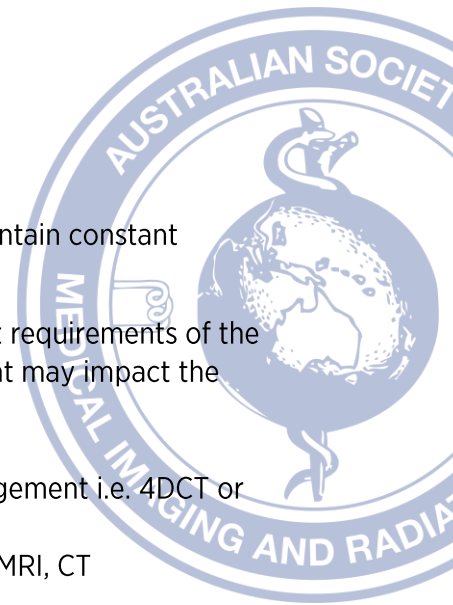 AUSTRALIAN SOCIET
ntain constant
requirements of the
t may impact the
gement i.e. 4DCT or
MRI, CT
MEDICAL IMAGING AND RADIAT